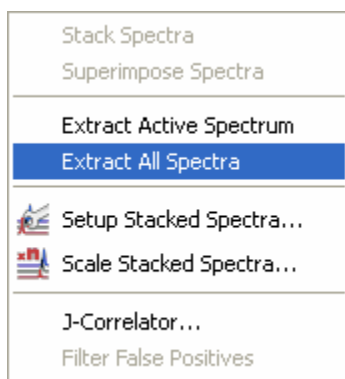 Stack Spectra
Superimpose Spectra
Extract Active Spectrum
Extract All Spectra
Setup Stacked Spectra...
×n Scale Stacked Spectra...
J-Correlator...
Filter False Positives